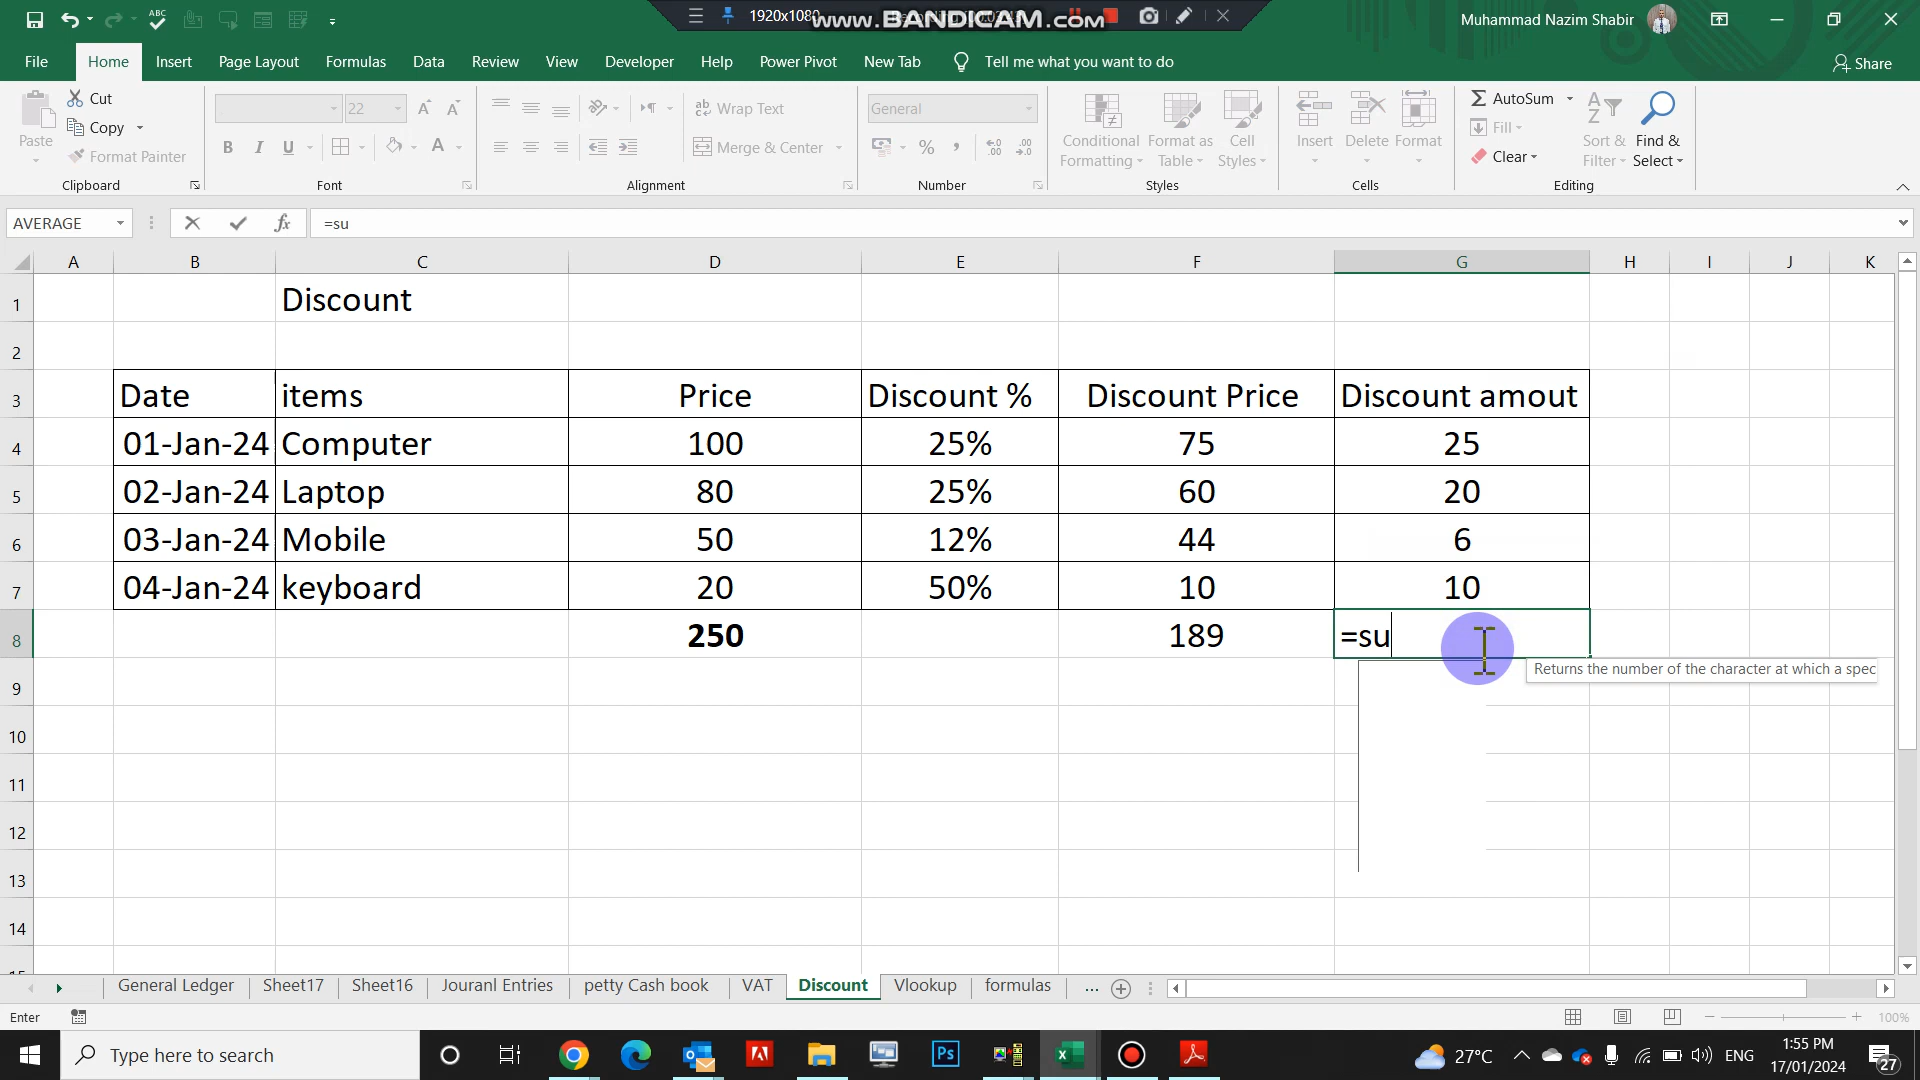 1920x1080
www.BANDICAM.com
Muhammad Nazim Shabir
File Home Insert Page Layout Formulas Data Review View Developer Help Power Pivot New Tab Tell me what you want to do Share
Paste Cut Copy Format Painter
Clipboard
22
B I U A
Font
Wrap Text
Merge & Center
Alignment
General
Number
Conditional Formatting
Format as Table
Cell Styles
Styles
Insert Delete Format
Cells
AutoSum
Fill
Clear
Sort & Filter
Find & Select
Editing
AVERAGE fx =su
A B C D E F G H I J K
1 Discount
2
3 Date items Price Discount % Discount Price Discount amout
4 01-Jan-24 Computer 100 25% 75 25
5 02-Jan-24 Laptop 80 25% 60 20
6 03-Jan-24 Mobile 50 12% 44 6
7 04-Jan-24 keyboard 20 50% 10 10
8 250 189 =su
Returns the number of the character at which a spec
9
10
11
12
13
14
General Ledger Sheet17 Sheet16 Jouranl Entries petty Cash book VAT Discount Vlookup formulas ...
Enter 100%
Type here to search
27°C ENG
1:55 PM
17/01/2024
27